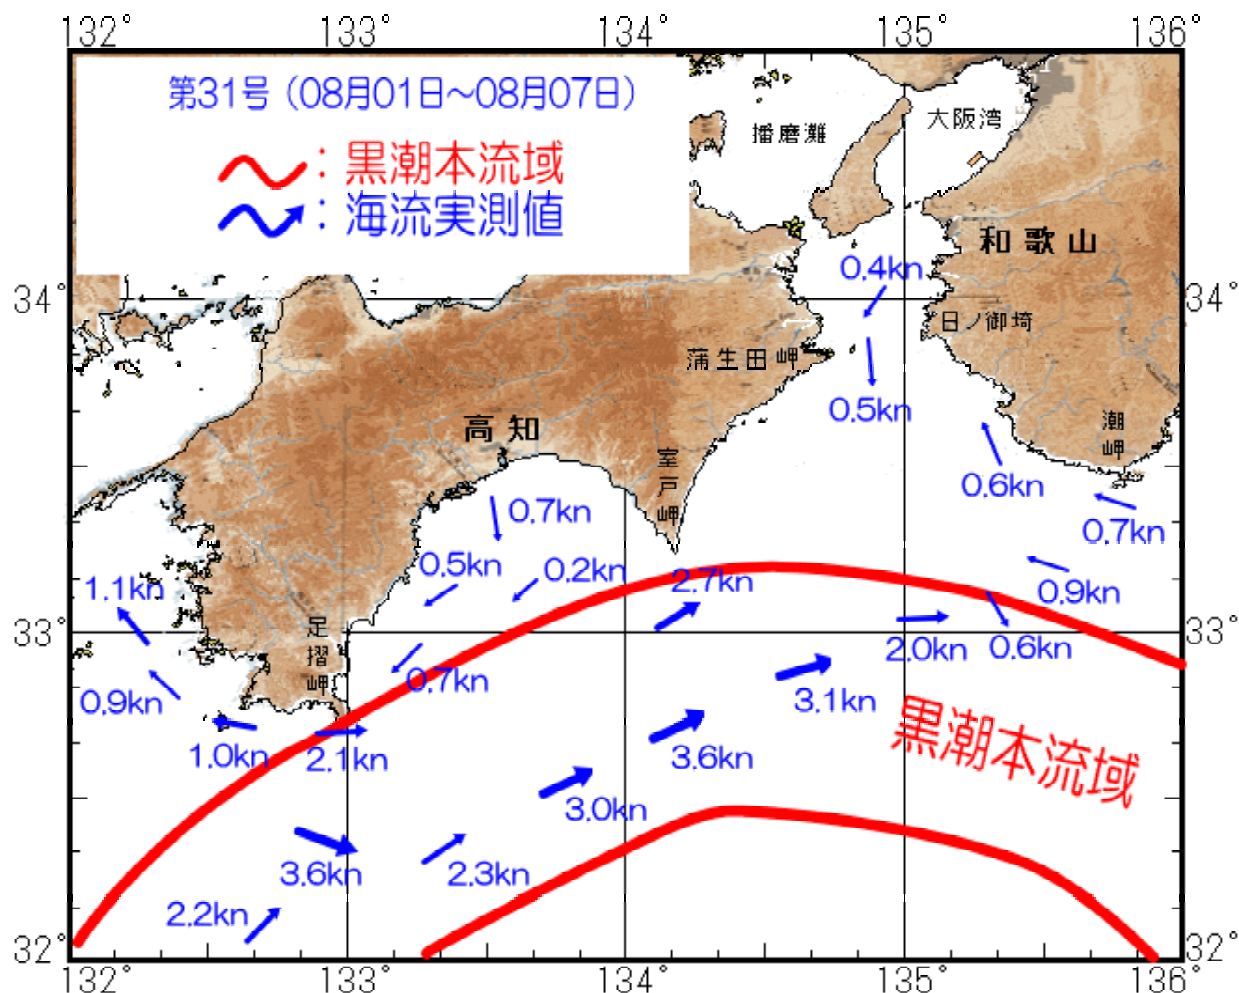 132° 133° 134° 135° 136°
第31号（08月01日～08月07日）
：黒潮本流域
：海流実測値
播磨灘
大阪湾
和歌山
0.4kn
34°
34°
日ノ御埼
蒲生田岬
0.5kn
高知
潮岬
室戸岬
0.6kn
0.7kn
0.7kn
0.5kn
0.2kn
2.7kn
1.1kn
0.9kn
33°
33°
足摺岬
2.0kn
0.6kn
0.7kn
0.9kn
3.1kn
1.0kn
2.1kn
3.6kn
黒潮本流域
3.0kn
3.6kn
2.3kn
2.2kn
32°
32°
132° 133° 134° 135° 136°